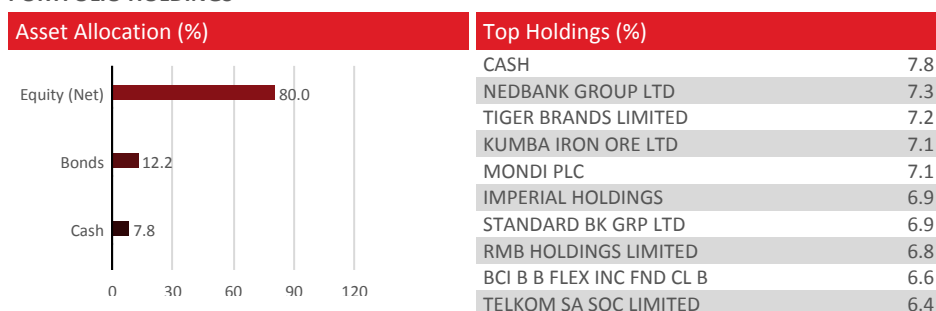 Asset Allocation (%)
Equity (Net) 80.0
Bonds 12.2
Cash 7.8
0 30 60 90 120
Top Holdings (%)
CASH 7.8
NEDBANK GROUP LTD 7.3
TIGER BRANDS LIMITED 7.2
KUMBA IRON ORE LTD 7.1
MONDI PLC 7.1
IMPERIAL HOLDINGS 6.9
STANDARD BK GRP LTD 6.9
RMB HOLDINGS LIMITED 6.8
BCI B B FLEX INC FND CL B 6.6
TELKOM SA SOC LIMITED 6.4